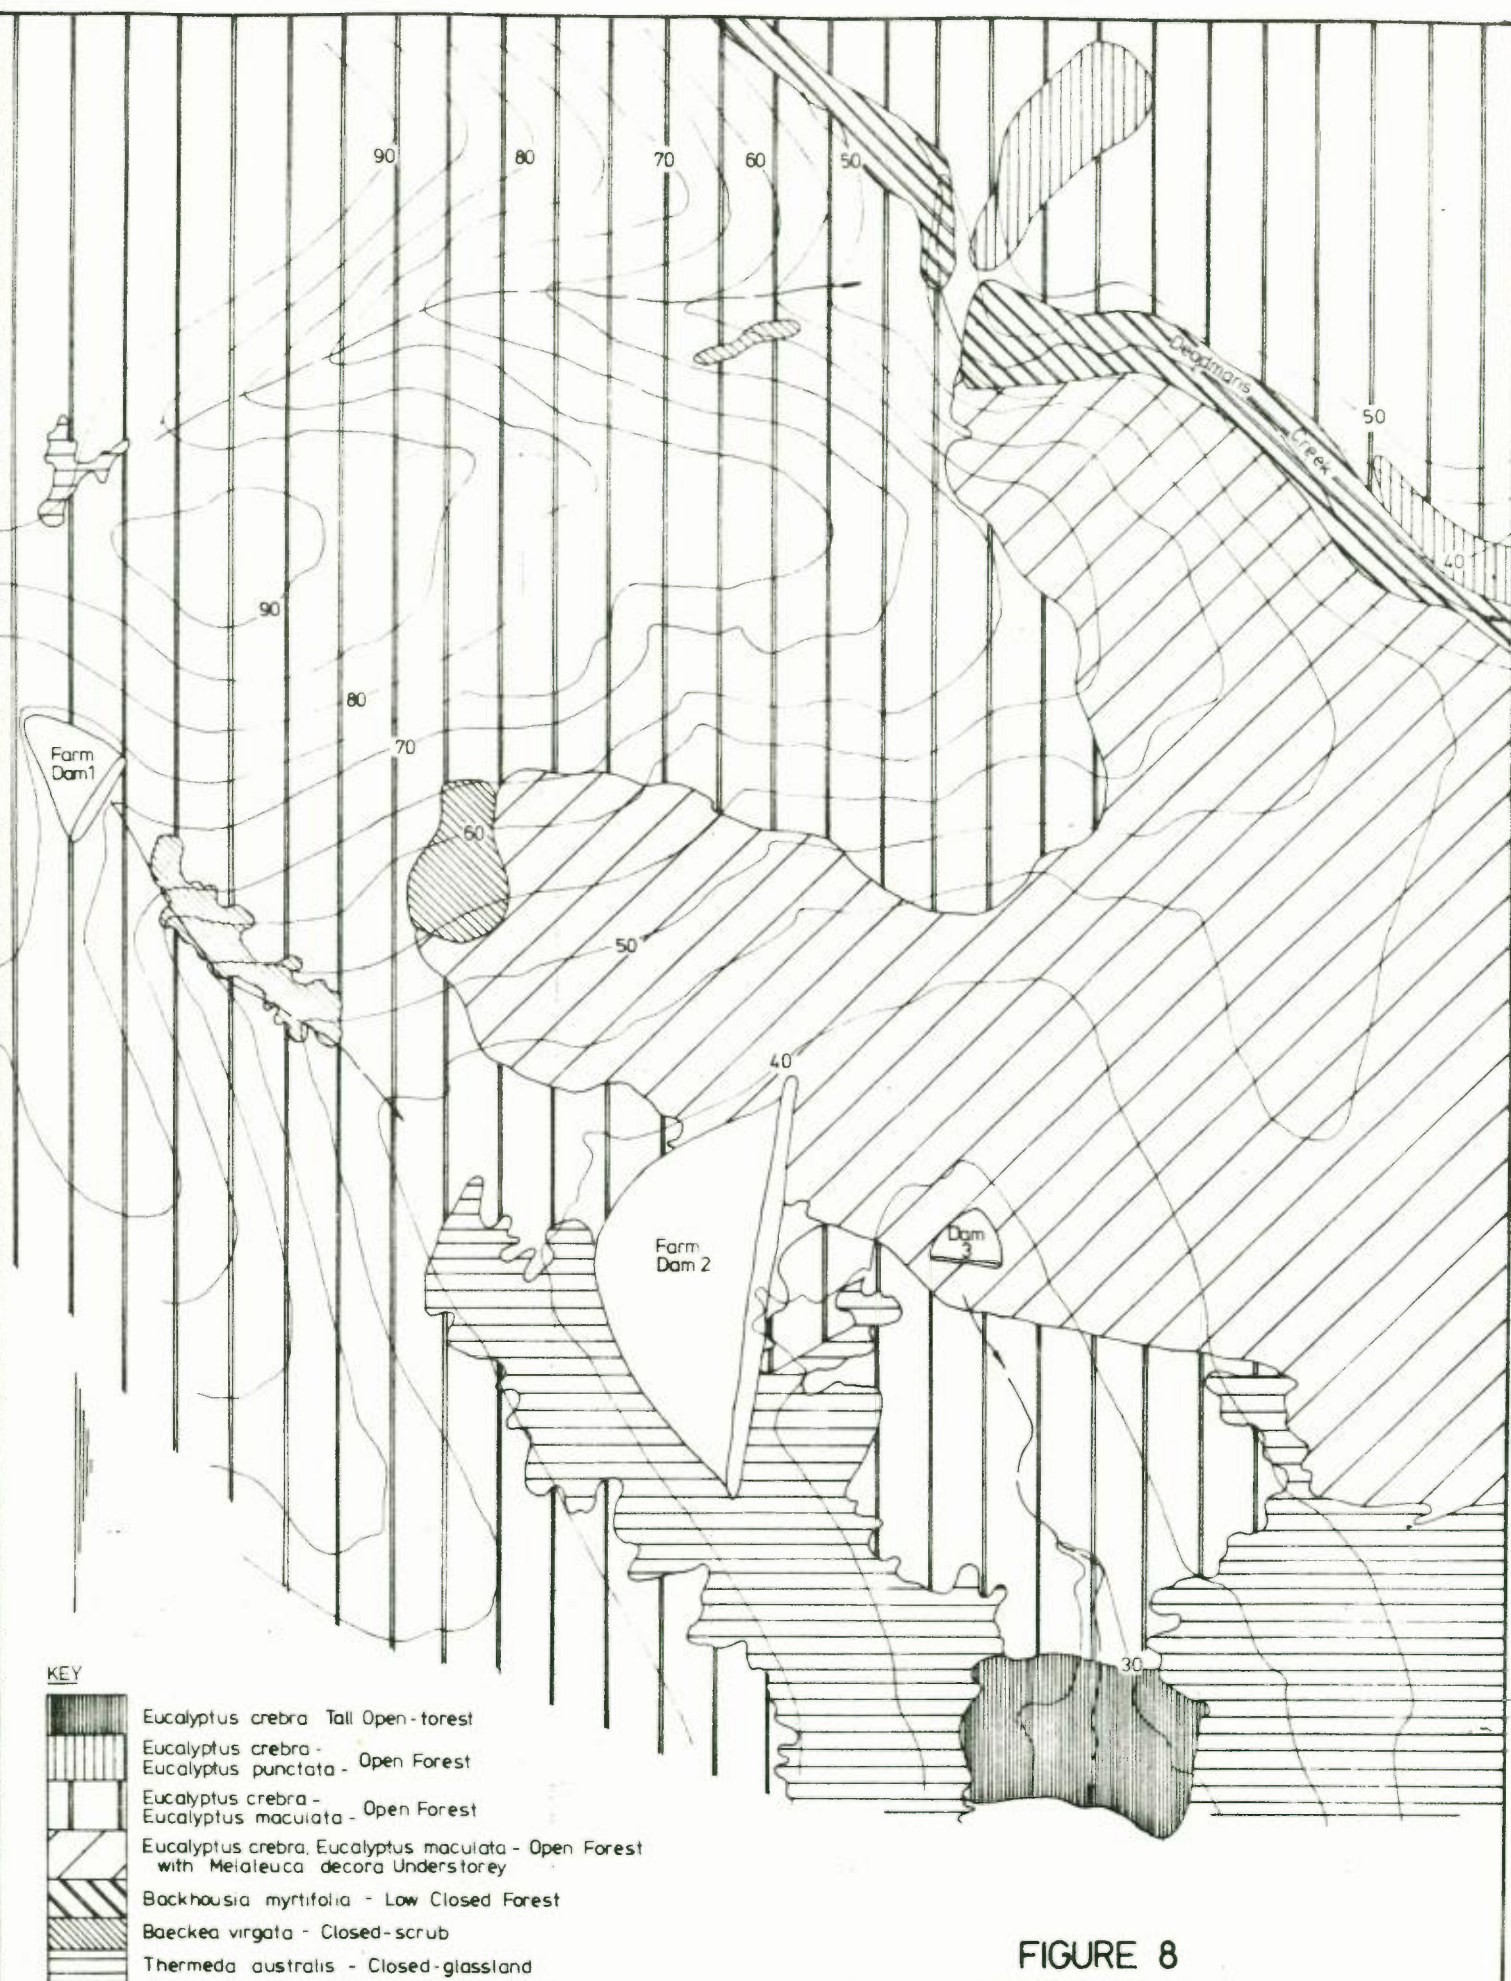 90
80
70
60
50
Deadmans
Creek
50
40
90
80
70
Farm
Dam1
60
50
40
Farm
Dam 2
Dam
3
30
KEY
Eucalyptus crebra Tall Open-torest
Eucalyptus crebra -
Eucalyptus punctata - Open Forest
Eucalyptus crebra -
Eucalyptus maculata - Open Forest
Eucalyptus crebra, Eucalyptus maculata - Open Forest
with Melaleuca decora Understorey
Backhousia myrtifolia - Low Closed Forest
Baeckea virgata - Closed-scrub
Thermeda australis - Closed-glassland
FIGURE 8